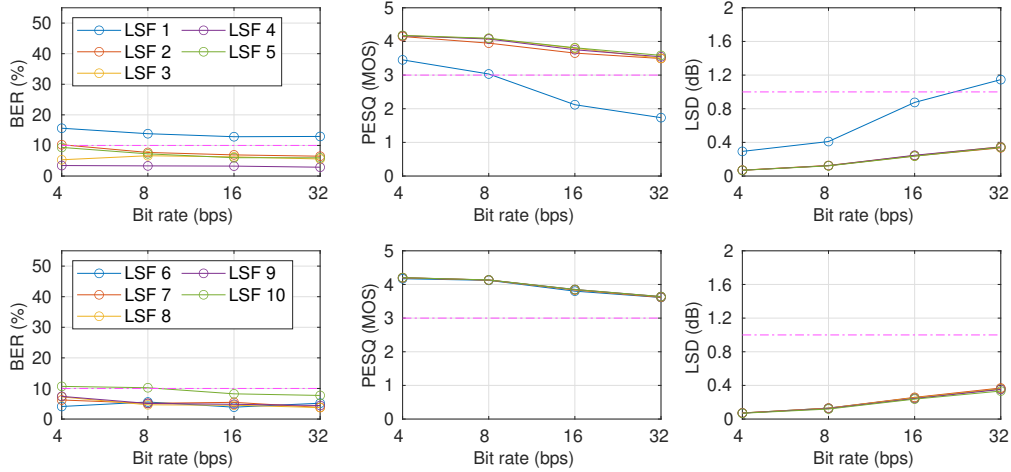 BER (%)
50
40
30
20
10
0
4
8
16
32
Bit rate (bps)
LSF 1
LSF 2
LSF 3
LSF 4
LSF 5
PESQ (MOS)
5
4
3
2
1
0
4
8
16
32
Bit rate (bps)
LSD (dB)
2
1.6
1.2
0.8
0.4
0
4
8
16
32
Bit rate (bps)
BER (%)
50
40
30
20
10
0
4
8
16
32
Bit rate (bps)
LSF 6
LSF 7
LSF 8
LSF 9
LSF 10
PESQ (MOS)
5
4
3
2
1
0
4
8
16
32
Bit rate (bps)
LSD (dB)
2
1.6
1.2
0.8
0.4
0
4
8
16
32
Bit rate (bps)